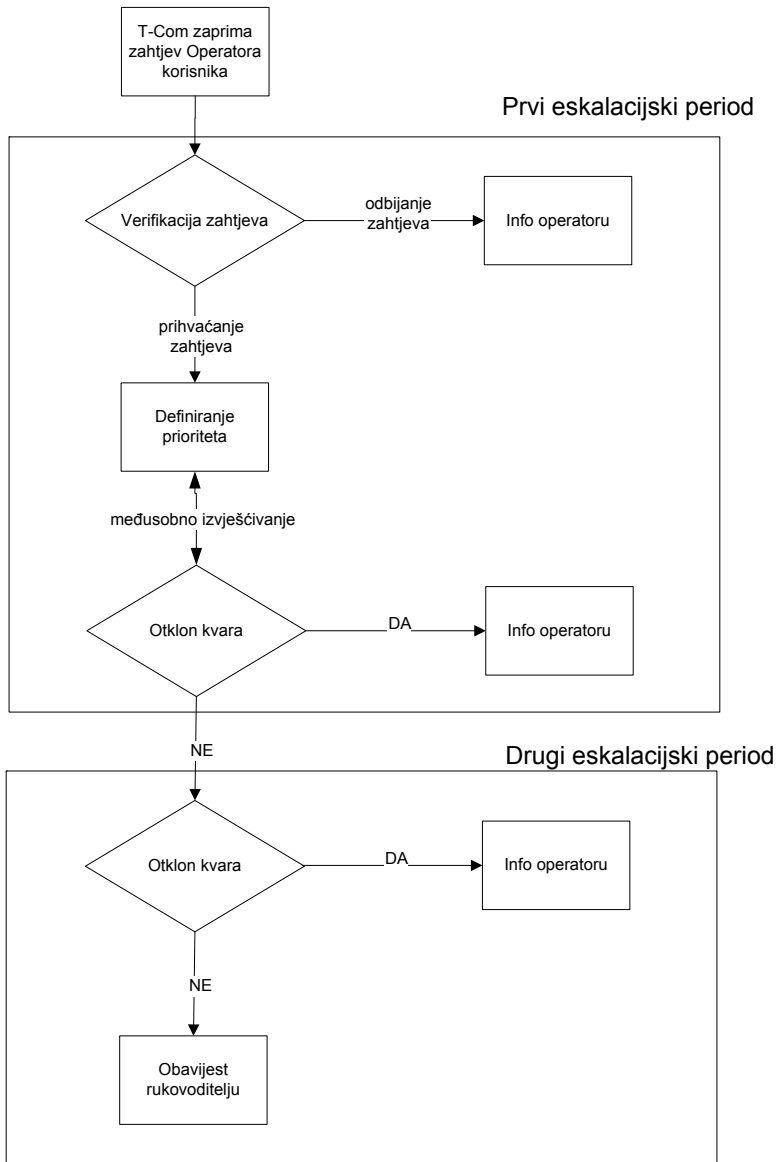 T-Com zaprima
zahtjev Operatora
korisnika
Prvi eskalacijski period
Verifikacija zahtjeva
odbijanje
zahtjeva
Info operatoru
prihvaćanje
zahtjeva
Definiranje
prioriteta
međusobno izvješćivanje
Otklon kvara
DA
Info operatoru
NE
Drugi eskalacijski period
Otklon kvara
DA
Info operatoru
NE
Obavijest
rukovoditelju